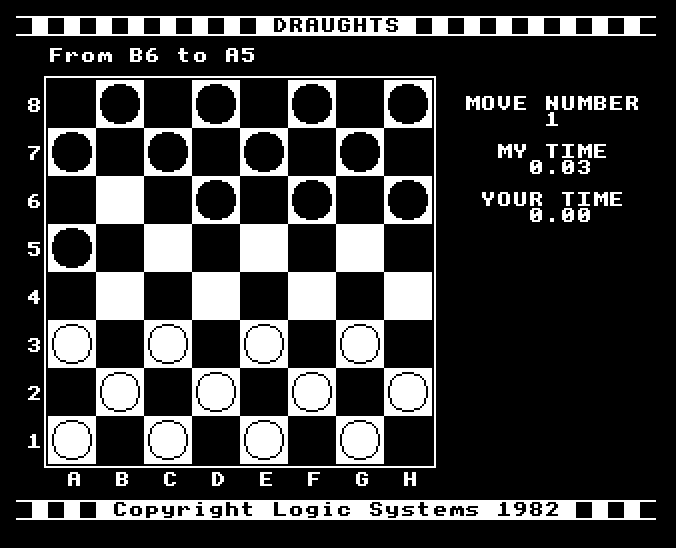 DRAUGHTS
From B6 to A5
8
MOVE NUMBER
1
7
MY TIME
0.03
6
YOUR TIME
0.00
5
4
3
2
1
A B C D E F G H
Copyright Logic Systems 1982